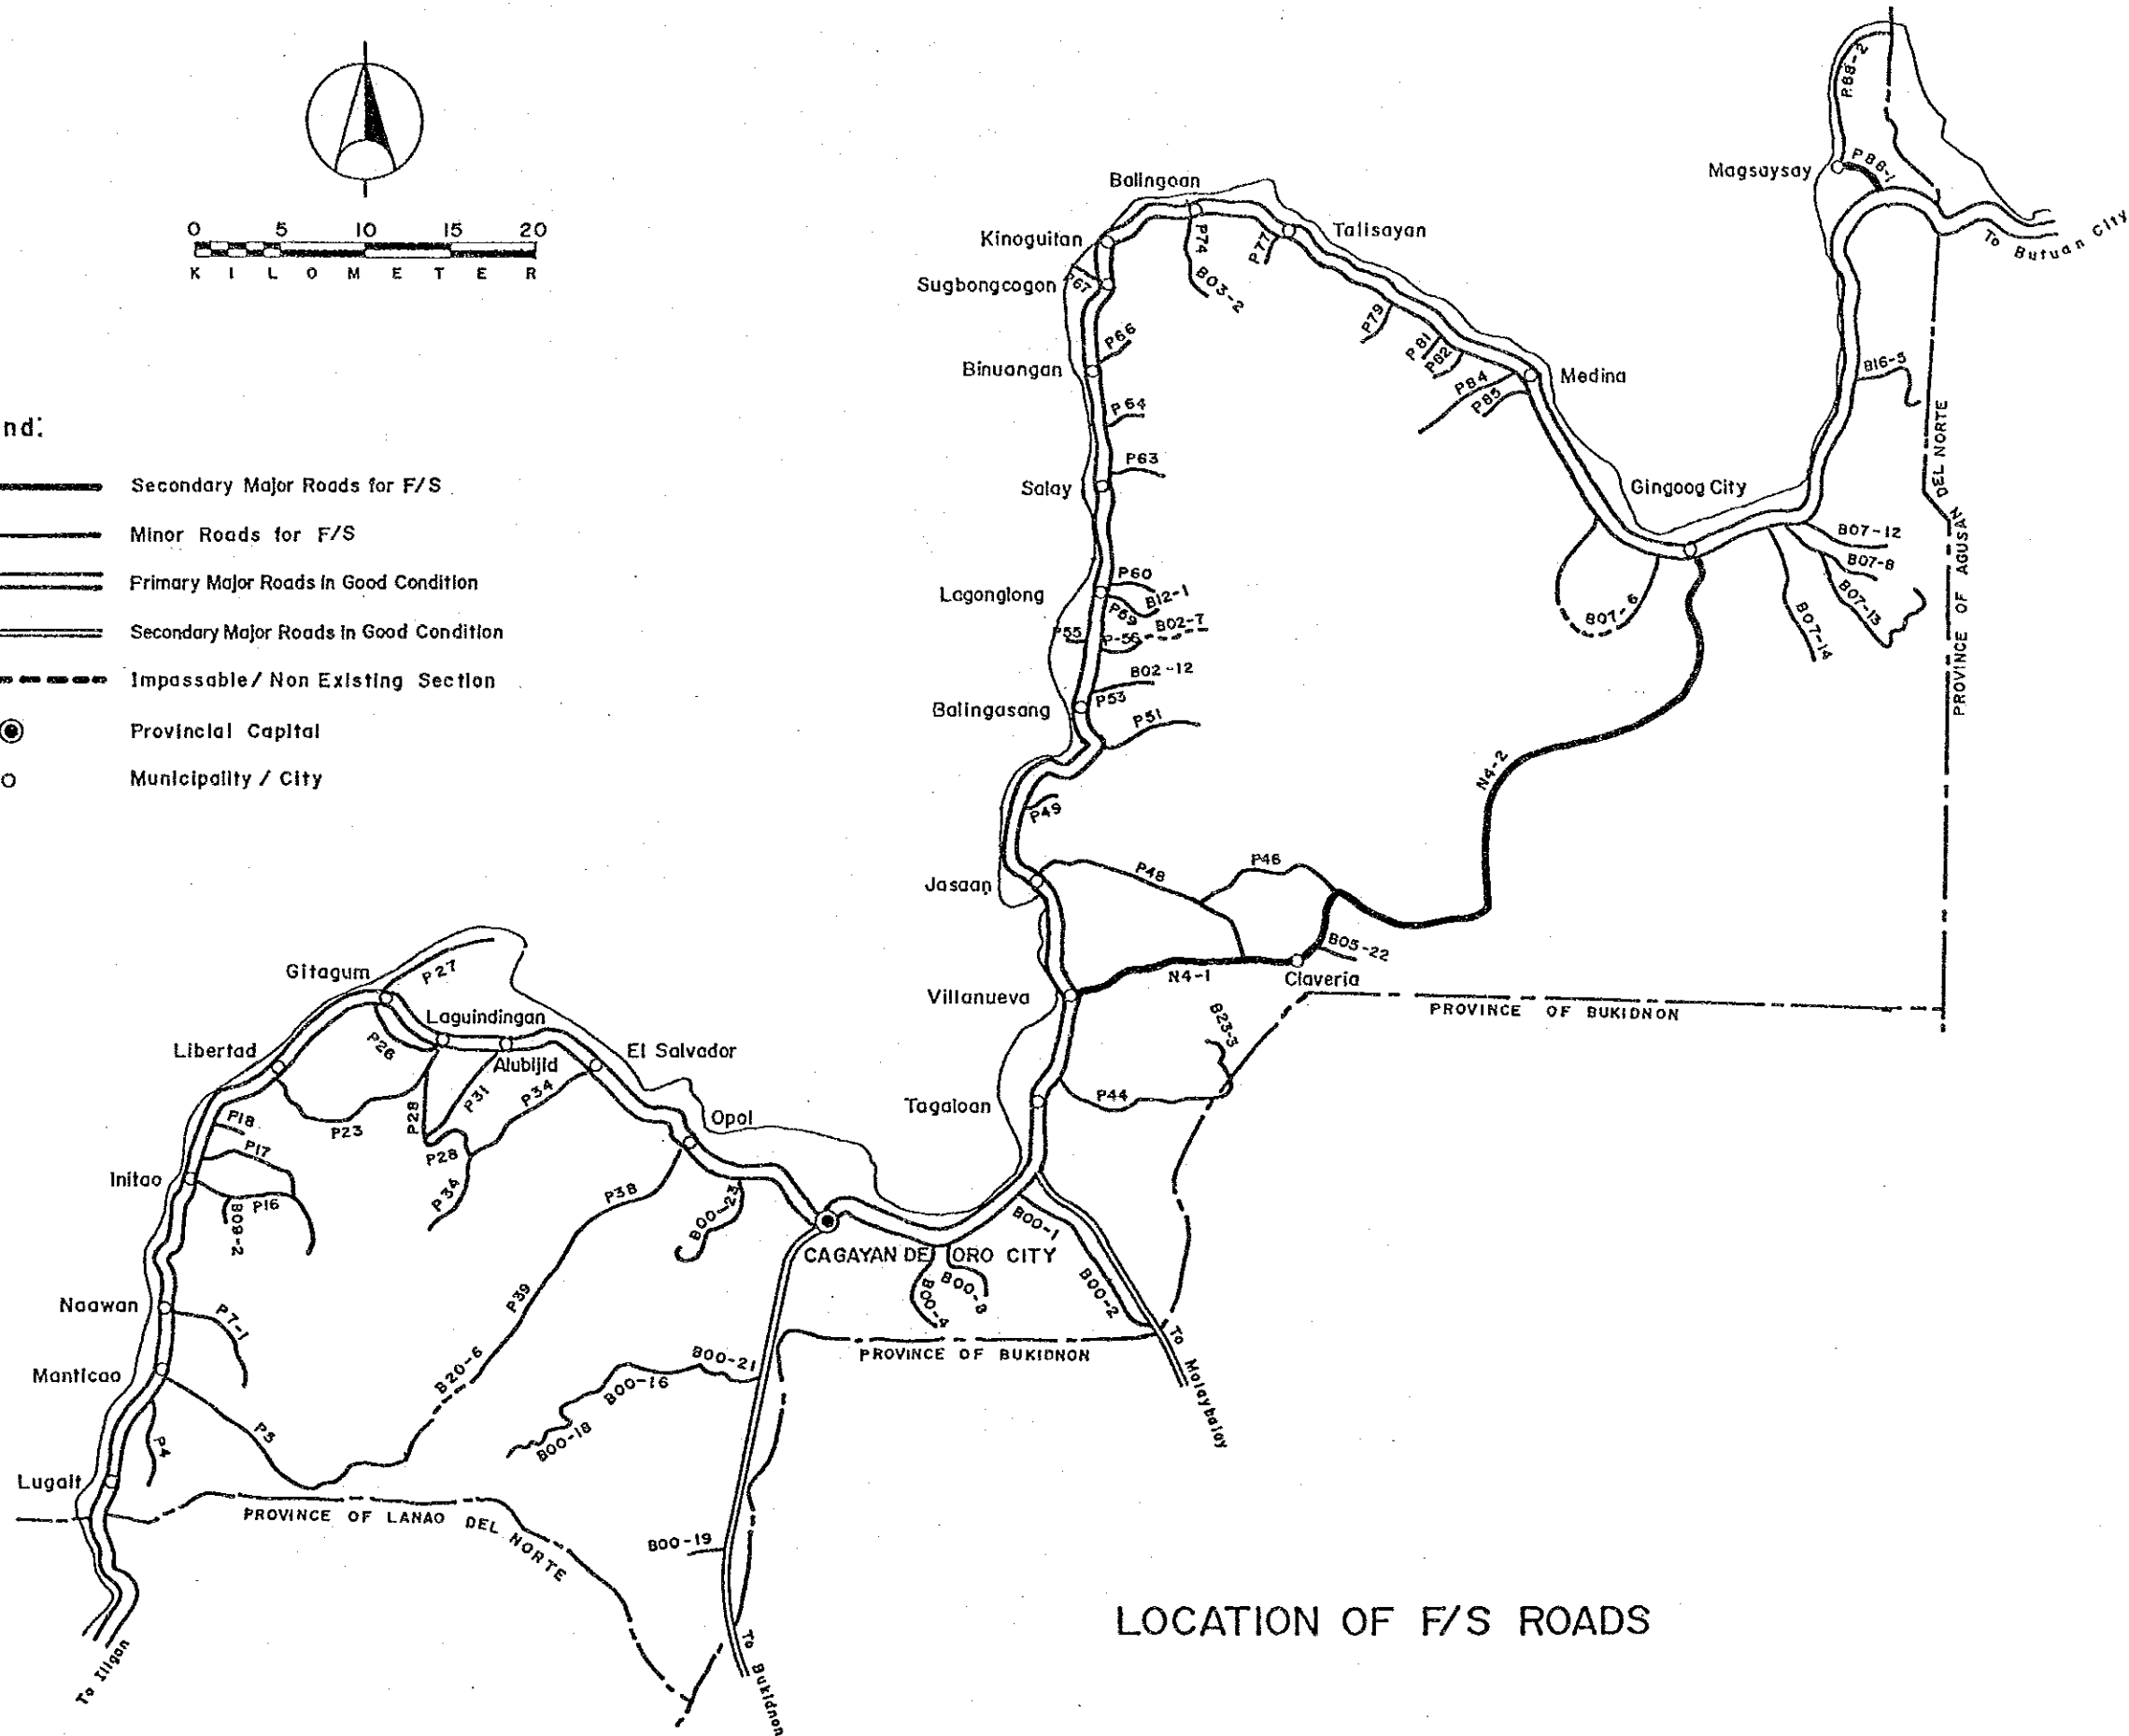 0 5 10 15 20
K I L O M E T E R
nd:
Secondary Major Roads for F/S
Minor Roads for F/S
Primary Major Roads in Good Condition
Secondary Major Roads in Good Condition
Impassable / Non Existing Section
Provincial Capital
Municipality / City
P88-2
Magsaysay
P88-1
To Butuan City
Balingoan
Kinoguitan
Talisayan
P74
P77
Sugbongcogon
P67
B03-2
P79
P66
P81
P82
Binuangan
Medina
P84
P85
B16-5
P64
P63
Salay
Gingoog City
DEL NORTE
PROVINCE OF AGUSAN
B07-12
B07-8
P60
Lagonglong
B12-1
P59
B07-13
B07-6
B07-14
P55
P-56
B02-7
B02-12
P53
Balingasang
P51
N4-2
P49
P48
P46
Jasaan
B05-22
N4-1
Claveria
Villanueva
PROVINCE OF BUKIDNON
B23-3
P44
Tagaloan
Gitagum
P27
Laguindingan
P26
Libertad
El Salvador
Alubijid
P31
P34
P28
P18
P23
Opol
P17
P28
Initao
P16
P34
P38
B08-2
B00-23
B00-1
CAGAYAN DE ORO CITY
B00-3
B00-4
B00-2
Naawan
P7-1
P39
To Malaybalay
PROVINCE OF BUKIDNON
Manticao
B20-6
B00-21
B00-16
P5
P4
B00-18
Lugait
PROVINCE OF LANAO DEL NORTE
B00-19
To Iligan
To Bukidnon
LOCATION OF F/S ROADS